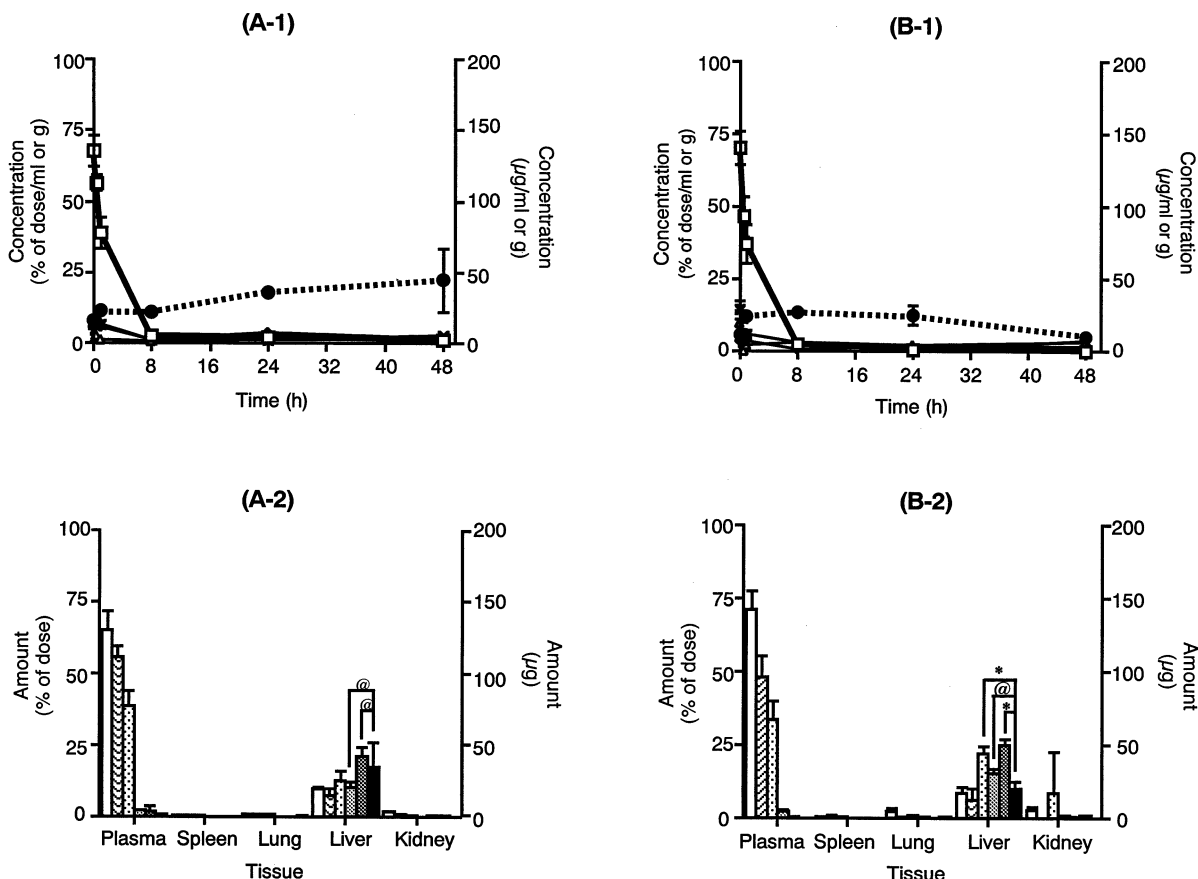 (A-1)
Concentration
(% of dose/ml or g)
100
75
50
25
0
200
150
100
50
0
Concentration
(µg/ml or g)
0 8 16 24 32 40 48
Time (h)
(B-1)
Concentration
(% of dose/ml or g)
100
75
50
25
0
200
150
100
50
0
Concentration
(µg/ml or g)
0 8 16 24 32 40 48
Time (h)
(A-2)
Amount
(% of dose)
100
75
50
25
0
200
150
100
50
0
Amount
(µg)
@
@
Plasma Spleen Lung Liver Kidney
Tissue
(B-2)
Amount
(% of dose)
100
75
50
25
0
200
150
100
50
0
Amount
(µg)
*
@
*
Plasma Spleen Lung Liver Kidney
Tissue